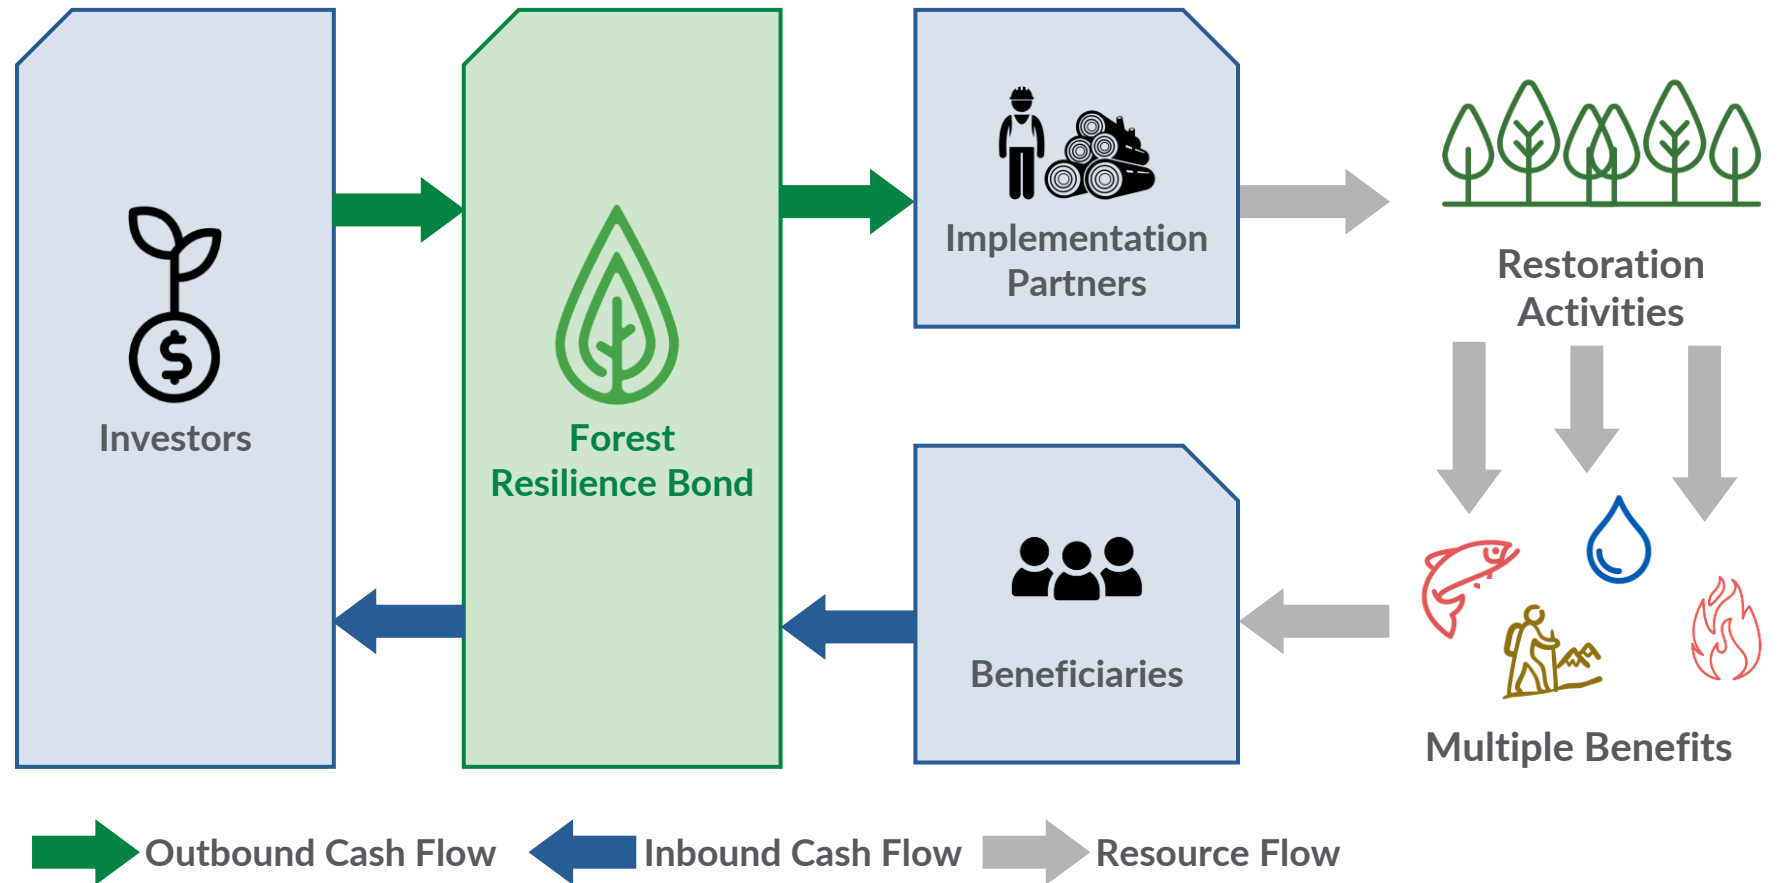 Investors
Forest
Resilience Bond
Implementation
Partners
Restoration
Activities
Beneficiaries
Multiple Benefits
Outbound Cash Flow
Inbound Cash Flow
Resource Flow